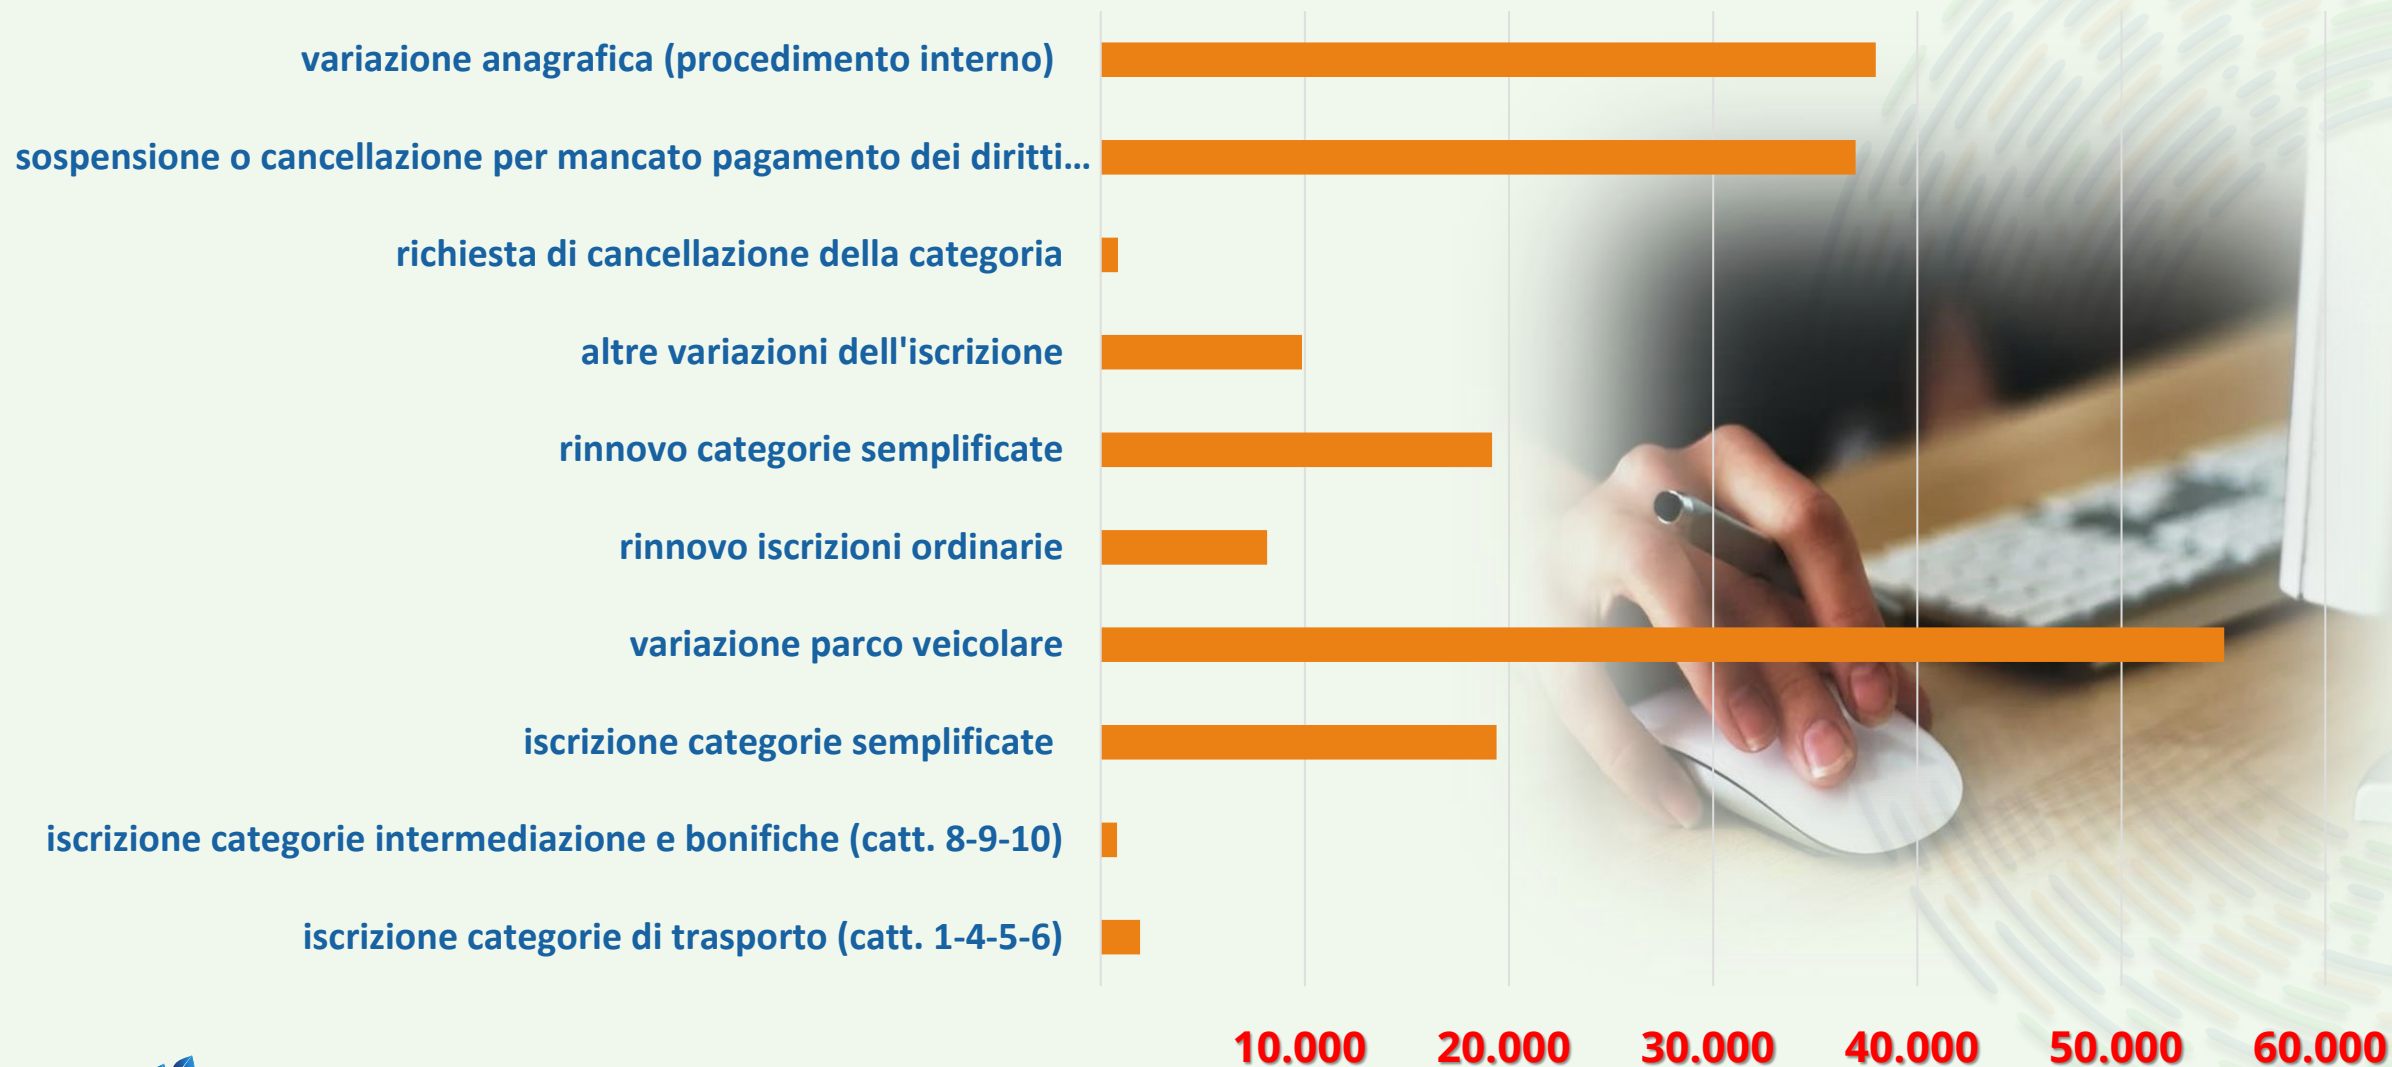 variazione anagrafica (procedimento interno)
sospensione o cancellazione per mancato pagamento dei diritti...
richiesta di cancellazione della categoria
altre variazioni dell'iscrizione
rinnovo categorie semplificate
rinnovo iscrizioni ordinarie
variazione parco veicolare
iscrizione categorie semplificate
iscrizione categorie intermediazione e bonifiche (catt. 8-9-10)
iscrizione categorie di trasporto (catt. 1-4-5-6)
10.000 20.000 30.000 40.000 50.000 60.000